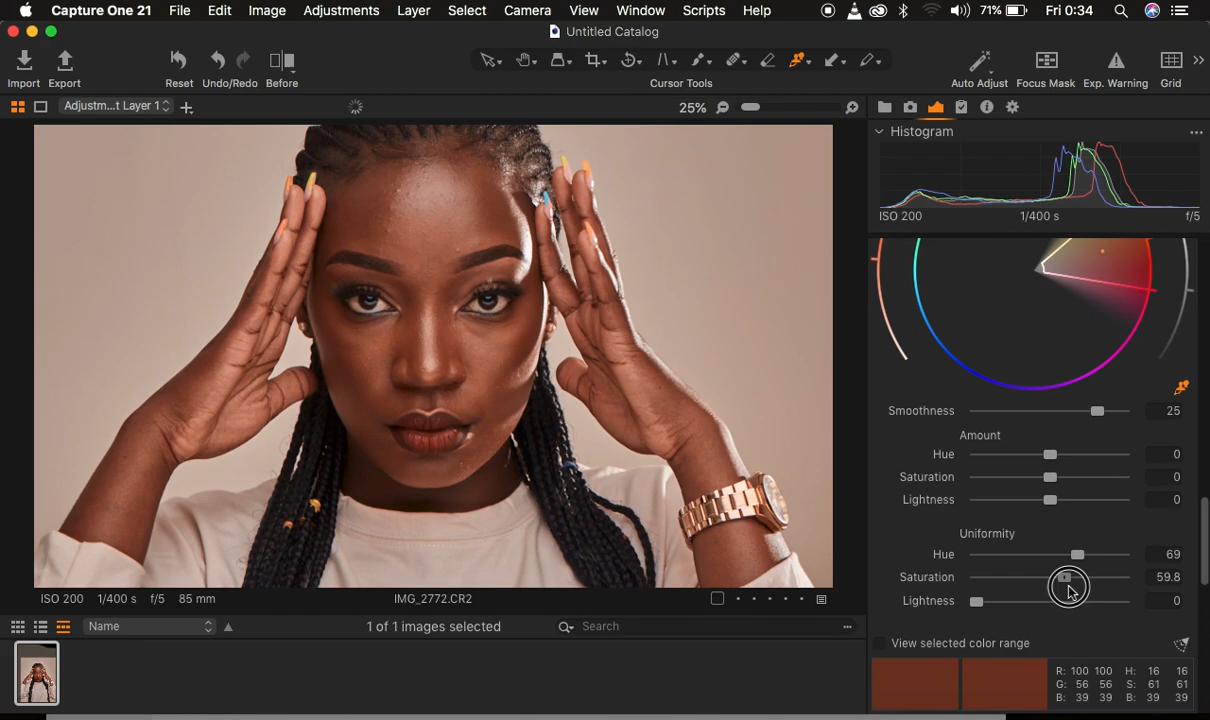 Capture One 21 File Edit Image Adjustments Layer Select Camera View Window Scripts Help 71% Fri 0:34
Untitled Catalog
Import Export Reset Undo/Redo Before Cursor Tools Auto Adjust Focus Mask Exp. Warning Grid
Adjustm...t Layer 1 25%
Histogram
ISO 200 1/400 s f/5
Smoothness 25
Amount
Hue 0
Saturation 0
Lightness 0
Uniformity
Hue 69
Saturation 59.8
Lightness 0
View selected color range
R: 100 100 H: 16 16
G: 56 56 S: 61 61
B: 39 39 B: 39 39
ISO 200 1/400 s f/5 85 mm IMG_2772.CR2
Name 1 of 1 images selected Search